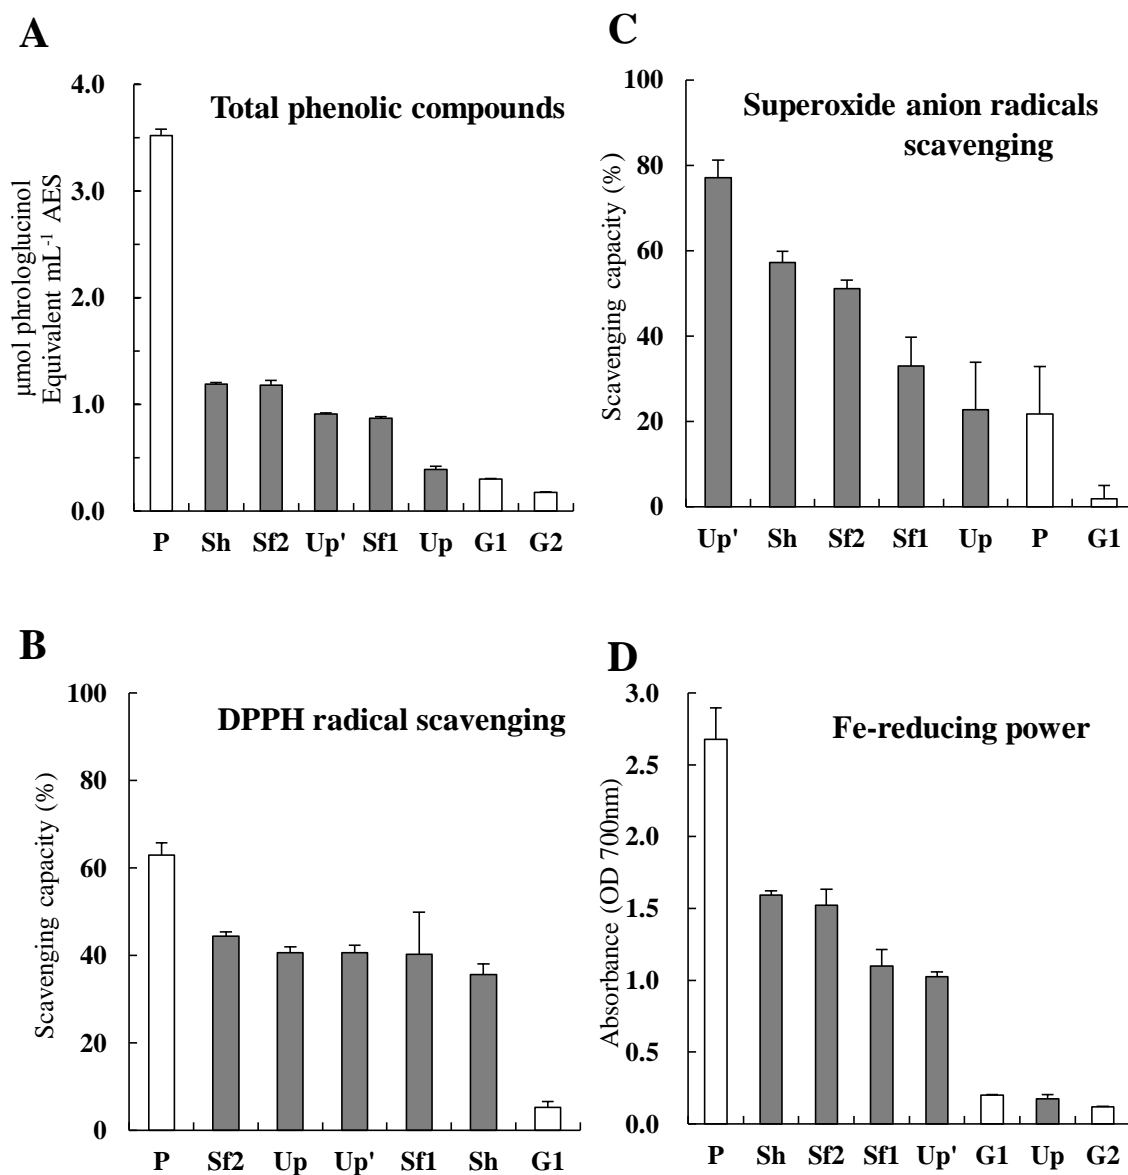 A
Total phenolic compounds
µmol phrologlucinol
Equivalent mL⁻¹ AES
4.0
3.0
2.0
1.0
0.0
P Sh Sf2 Up' Sf1 Up G1 G2
C
Superoxide anion radicals
scavenging
Scavenging capacity (%)
100
80
60
40
20
0
Up' Sh Sf2 Sf1 Up P G1
B
DPPH radical scavenging
Scavenging capacity (%)
100
80
60
40
20
0
P Sf2 Up Up' Sf1 Sh G1
D
Fe-reducing power
Absorbance (OD 700nm)
3.0
2.5
2.0
1.5
1.0
0.5
0.0
P Sh Sf2 Sf1 Up' G1 Up G2